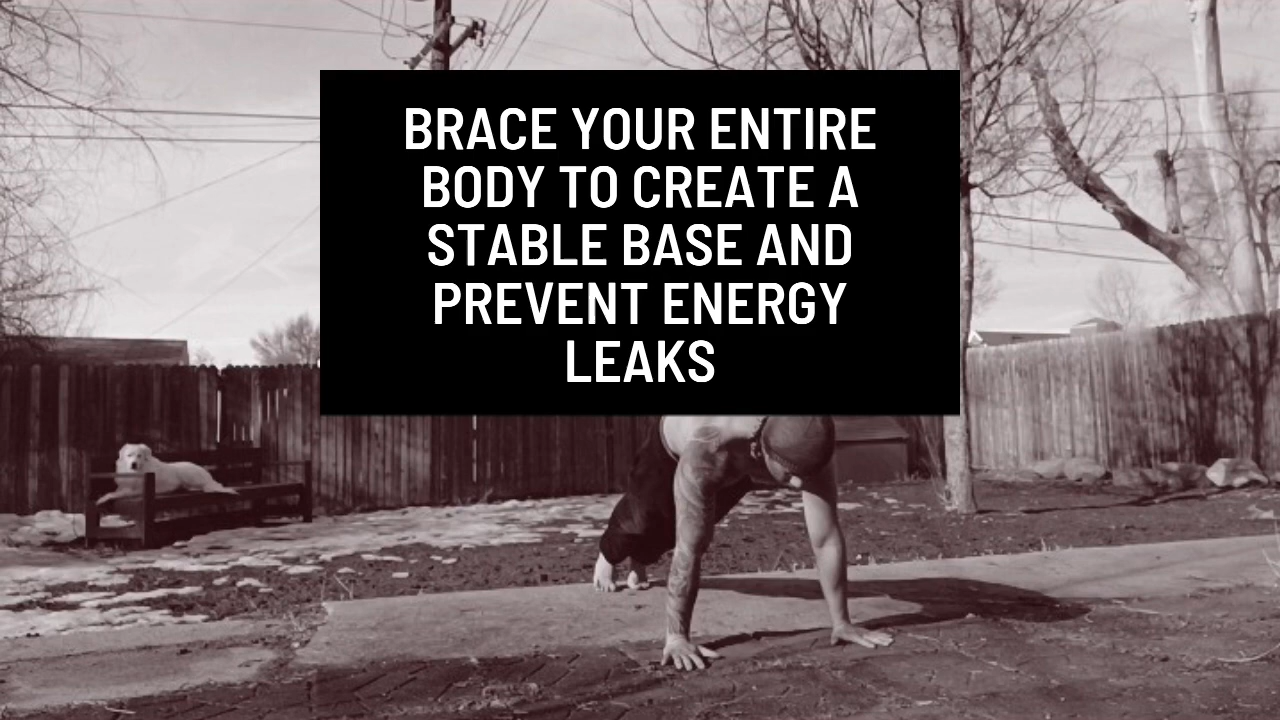 BRACE YOUR ENTIRE
BODY TO CREATE A
STABLE BASE AND
PREVENT ENERGY
LEAKS